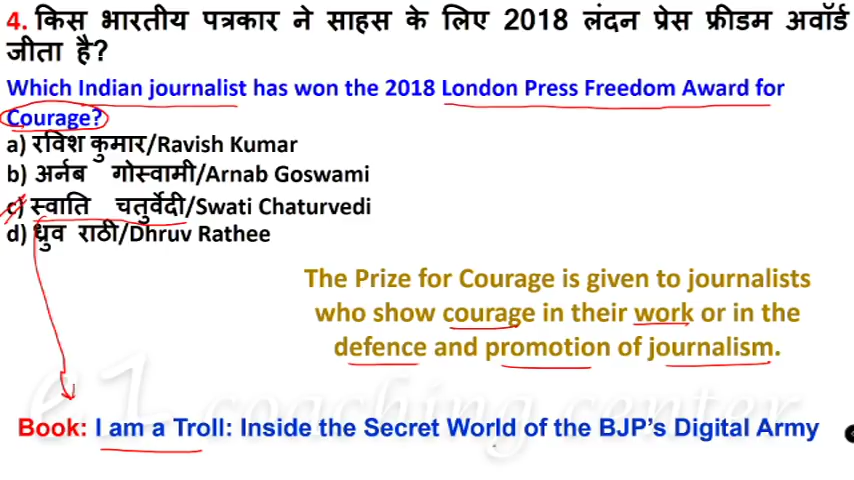 4. किस भारतीय पत्रकार ने साहस के लिए 2018 लंदन प्रेस फ्रीडम अवॉर्ड
जीता है?
Which Indian journalist has won the 2018 London Press Freedom Award for
Courage?
a) रविश कुमार/Ravish Kumar
b) अर्नब गोस्वामी/Arnab Goswami
c) स्वाति चतुर्वेदी/Swati Chaturvedi
d) ध्रुव राठी/Dhruv Rathee
The Prize for Courage is given to journalists
who show courage in their work or in the
defence and promotion of journalism.
e1 coaching center
Book: I am a Troll: Inside the Secret World of the BJP's Digital Army